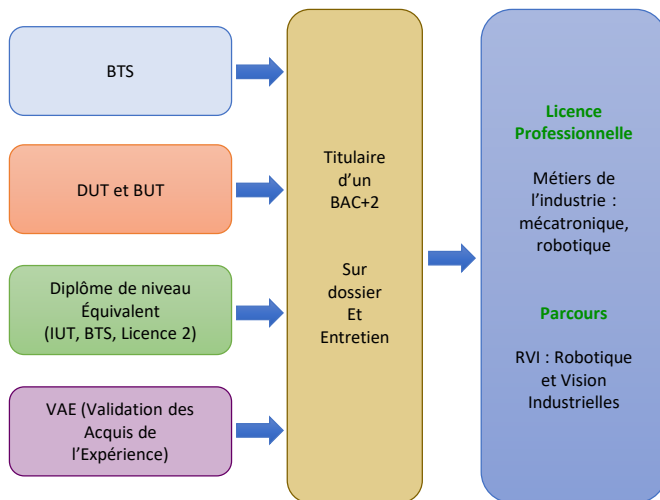 BTS
DUT et BUT
Diplôme de niveau
Équivalent
(IUT, BTS, Licence 2)
VAE (Validation des
Acquis de
l'Expérience)
Titulaire
d'un
BAC+2
Sur
dossier
Et
Entretien
Licence
Professionnelle
Métiers de
l'industrie :
mécatronique,
robotique
Parcours
RVI : Robotique
et Vision
Industrielles